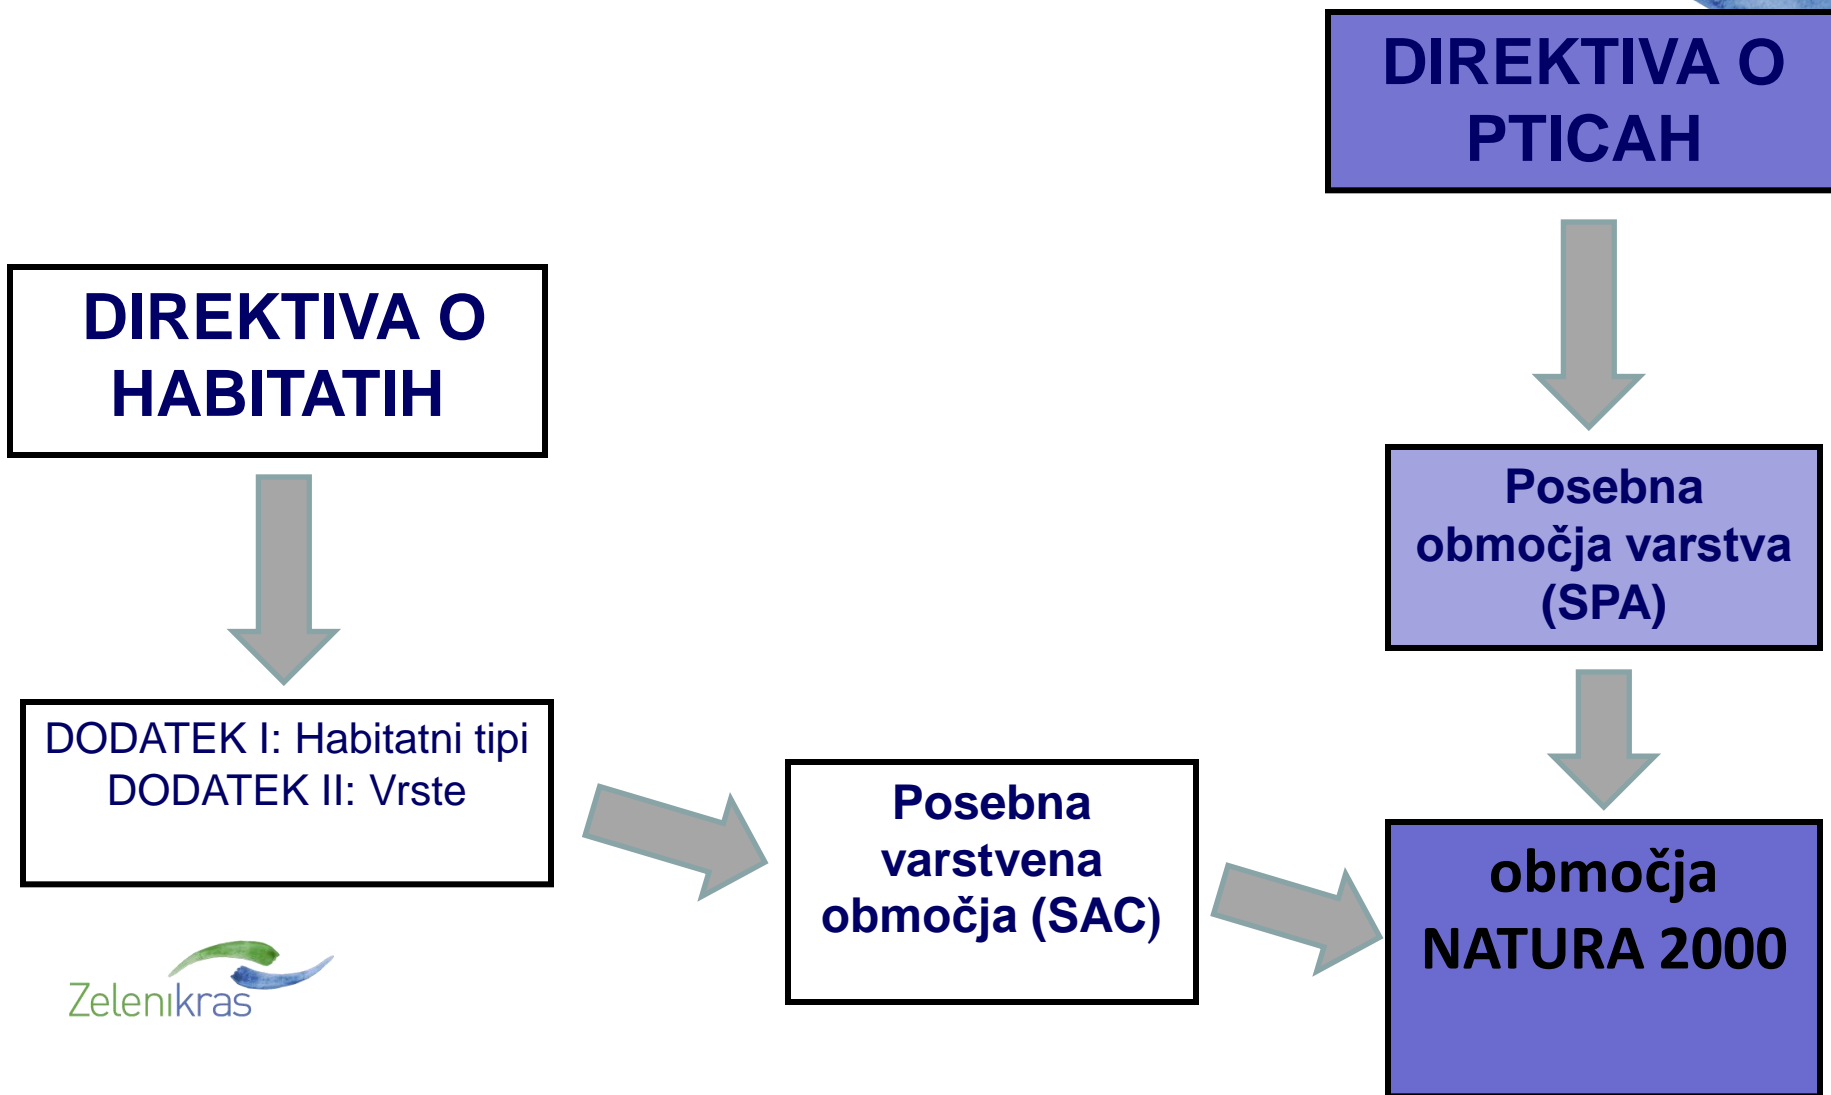 DIREKTIVA O
PTICAH
DIREKTIVA O
HABITATIH
Posebna
območja varstva
(SPA)
DODATEK I: Habitatni tipi
DODATEK II: Vrste
Posebna
varstvena
območja (SAC)
območja
NATURA 2000
Zelenikras